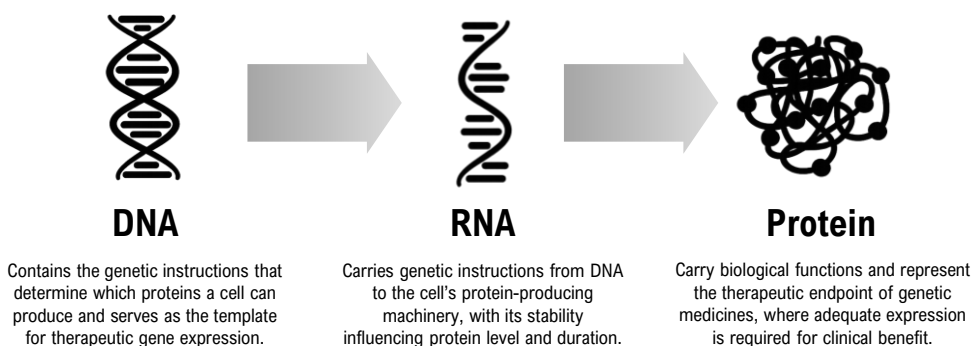 DNA
Contains the genetic instructions that
determine which proteins a cell can
produce and serves as the template
for therapeutic gene expression.
RNA
Carries genetic instructions from DNA
to the cell's protein-producing
machinery, with its stability
influencing protein level and duration.
Protein
Carry biological functions and represent
the therapeutic endpoint of genetic
medicines, where adequate expression
is required for clinical benefit.